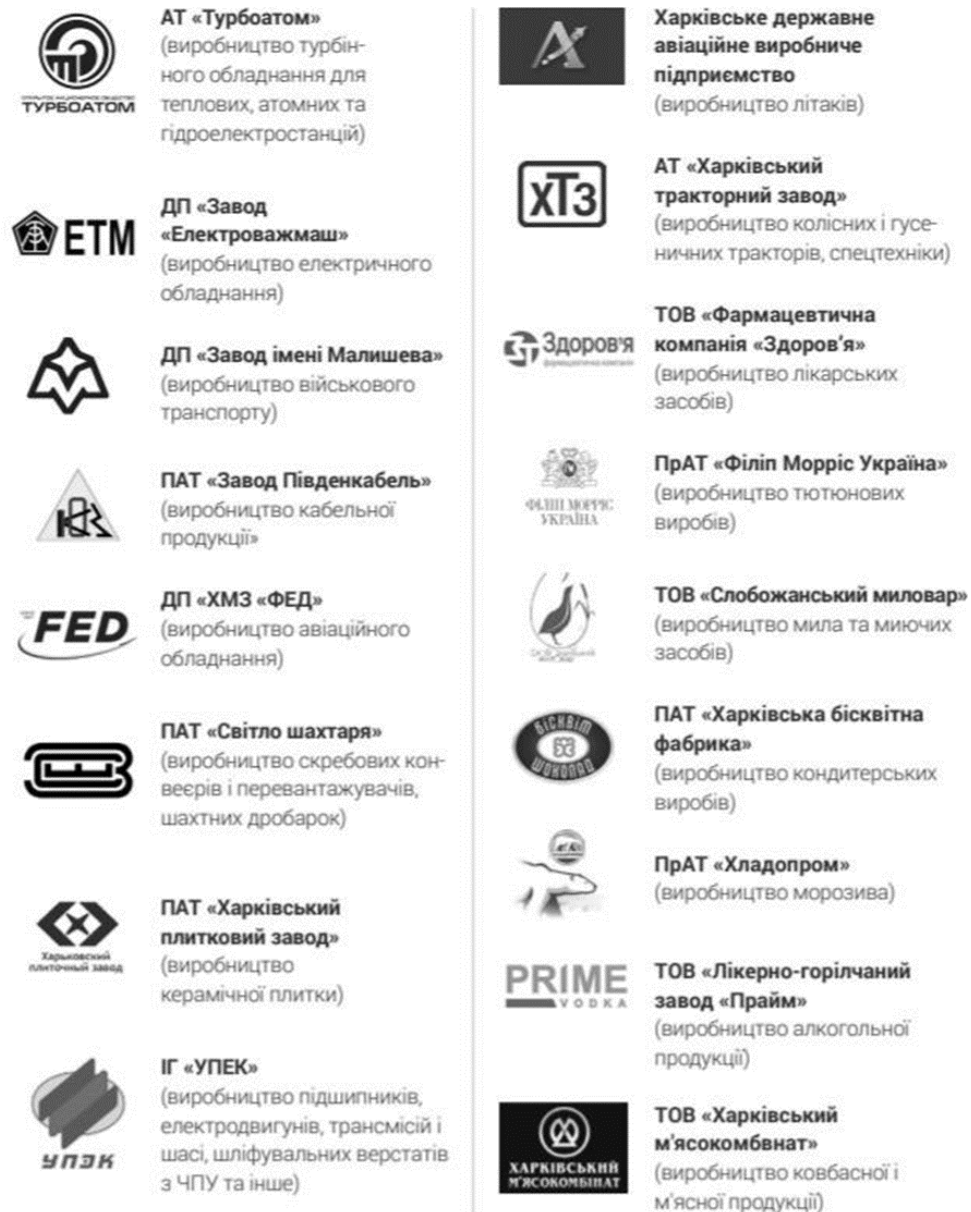 АТ «Турбоатом»
(виробництво турбін-
ного обладнання для
теплових, атомних та
гідроелектростанцій)
ТУРБОАТОМ
ЕТМ
ДП «Завод
«Електроважмаш»
(виробництво електричного
обладнання)
ДП «Завод імені Малишева»
(виробництво військового
транспорту)
ПАТ «Завод Південкабель»
(виробництво кабельної
продукції»
FED
ДП «ХМЗ «ФЕД»
(виробництво авіаційного
обладнання)
ПАТ «Світло шахтаря»
(виробництво скребових кон-
веєрів і перевантажувачів,
шахтних дробарок)
Харьковский
плиточный завод
ПАТ «Харківський
плитковий завод»
(виробництво
керамічної плитки)
УПЭК
ІГ «УПЕК»
(виробництво підшипників,
електродвигунів, трансмісій і
шасі, шліфувальних верстатів
з ЧПУ та інше)
Харківське державне
авіаційне виробниче
підприємство
(виробництво літаків)
ХТЗ
АТ «Харківський
тракторний завод»
(виробництво колісних і гусе-
ничних тракторів, спецтехніки)
Здоров'я
фармацевтична компанія
ТОВ «Фармацевтична
компанія «Здоров'я»
(виробництво лікарських
засобів)
ФІЛІП МОРРІС
УКРАЇНА
ПрАТ «Філіп Морріс Україна»
(виробництво тютюнових
виробів)
ТОВ «Слобожанський миловар»
(виробництво мила та миючих
засобів)
БІСКВІТ
ШОКОЛАД
ПАТ «Харківська бісквітна
фабрика»
(виробництво кондитерських
виробів)
ПрАТ «Хладопром»
(виробництво морозива)
PRIME
VODKA
ТОВ «Лікерно-горілчаний
завод «Прайм»
(виробництво алкогольної
продукції)
ХАРКІВСЬКИЙ
М'ЯСОКОМБІНАТ
ТОВ «Харківський
м'ясокомбвнат»
(виробництво ковбасної і
м'ясної продукції)